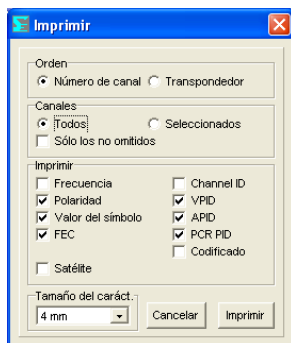 Imprimir
Orden
Número de canal Transpondedor
Canales
Todos Seleccionados
Sólo los no omitidos
Imprimir
Frecuencia Channel ID
Polaridad VPID
Valor del símbolo APID
FEC PCR PID
Codificado
Satélite
Tamaño del caráct.
4 mm Cancelar Imprimir